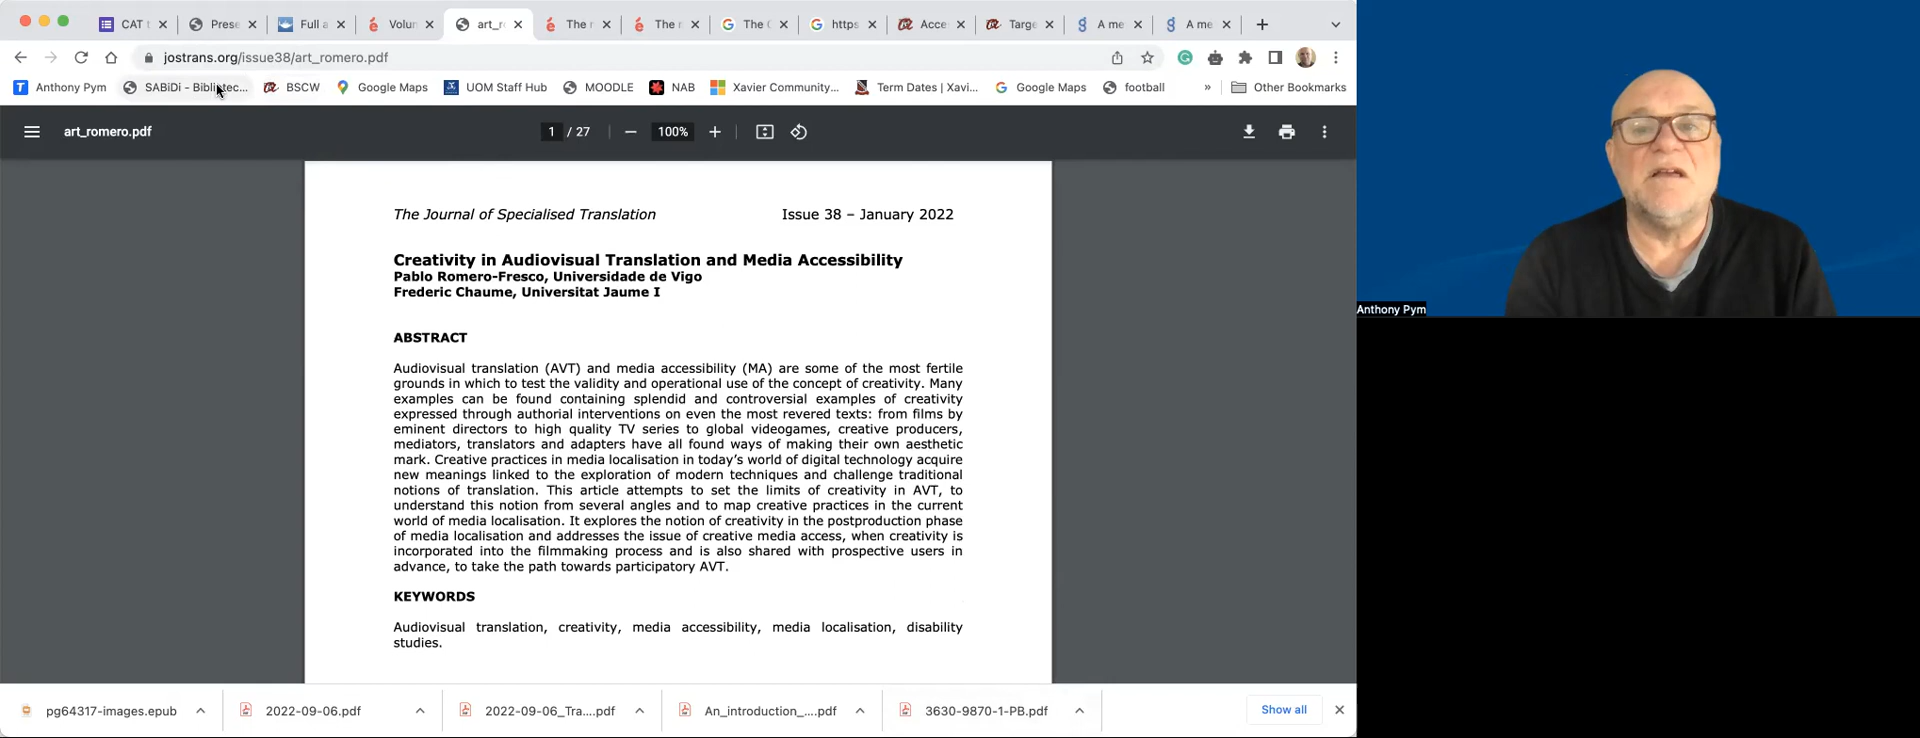 CAT t
Prese
Full a
Volun
art_r
The r
The r
The
https
Acce
Targe
A me
A me
jostrans.org/issue38/art_romero.pdf
Anthony Pym
SABiDi - Bibliotec...
BSCW
Google Maps
UOM Staff Hub
MOODLE
NAB
Xavier Community...
Term Dates | Xavi...
Google Maps
football
»
Other Bookmarks
art_romero.pdf
1 / 27
100%
The Journal of Specialised Translation
Issue 38 – January 2022
Creativity in Audiovisual Translation and Media Accessibility
Pablo Romero-Fresco, Universidade de Vigo
Frederic Chaume, Universitat Jaume I
ABSTRACT
Audiovisual translation (AVT) and media accessibility (MA) are some of the most fertile
grounds in which to test the validity and operational use of the concept of creativity. Many
examples can be found containing splendid and controversial examples of creativity
expressed through authorial interventions on even the most revered texts: from films by
eminent directors to high quality TV series to global videogames, creative producers,
mediators, translators and adapters have all found ways of making their own aesthetic
mark. Creative practices in media localisation in today's world of digital technology acquire
new meanings linked to the exploration of modern techniques and challenge traditional
notions of translation. This article attempts to set the limits of creativity in AVT, to
understand this notion from several angles and to map creative practices in the current
world of media localisation. It explores the notion of creativity in the postproduction phase
of media localisation and addresses the issue of creative media access, when creativity is
incorporated into the filmmaking process and is also shared with prospective users in
advance, to take the path towards participatory AVT.
KEYWORDS
Audiovisual translation, creativity, media accessibility, media localisation, disability
studies.
pg64317-images.epub
2022-09-06.pdf
2022-09-06_Tra....pdf
An_introduction_....pdf
3630-9870-1-PB.pdf
Show all
Anthony Pym